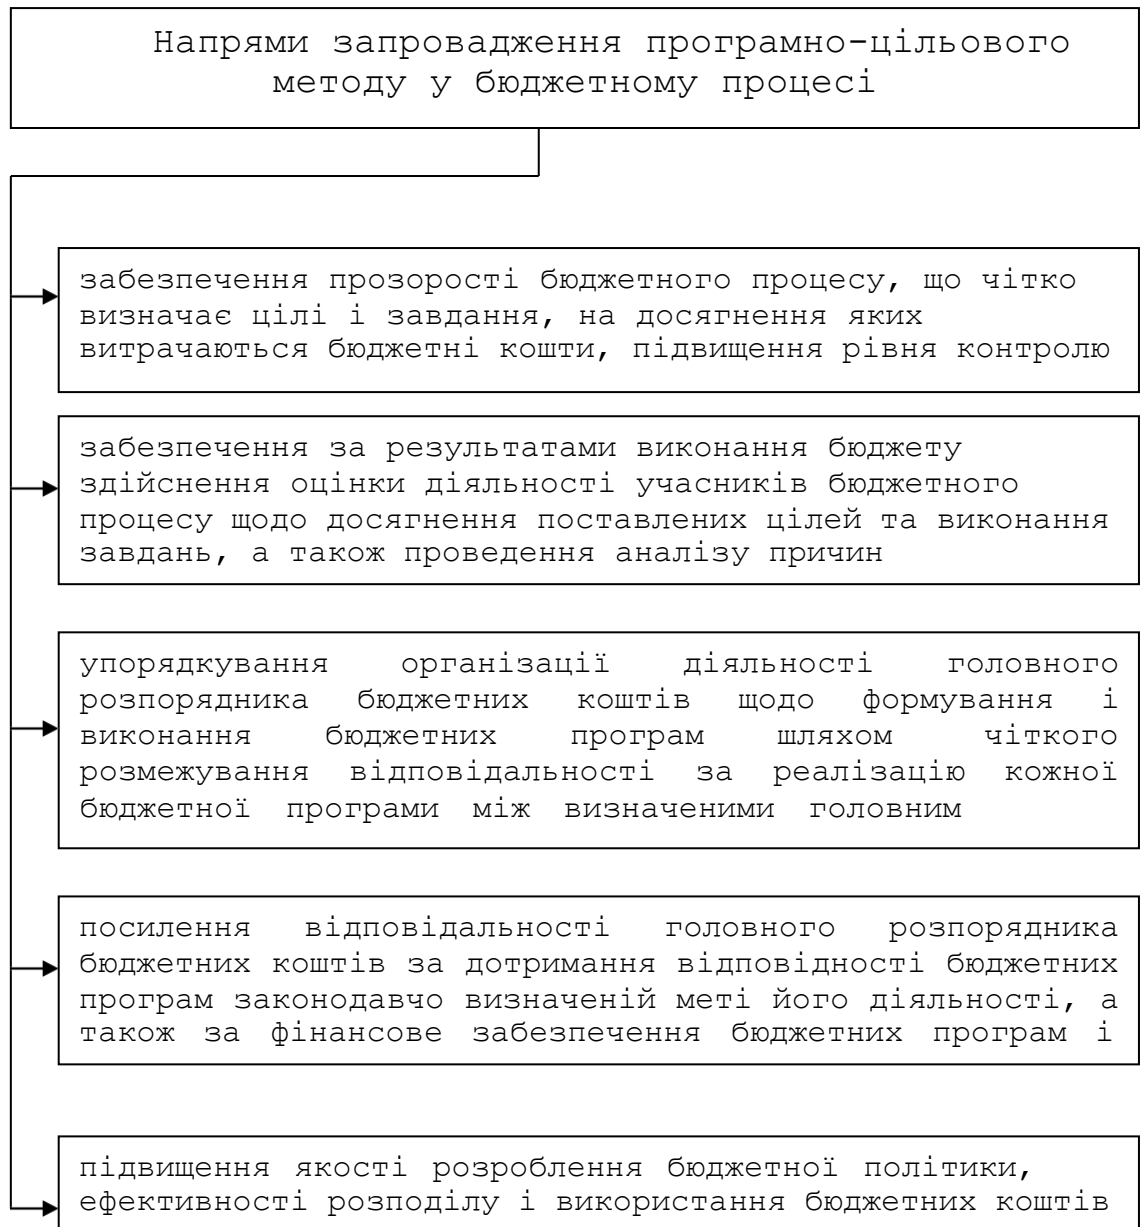 Напрями запровадження програмно-цільового
методу у бюджетному процесі
забезпечення прозорості бюджетного процесу, що чітко
визначає цілі і завдання, на досягнення яких
витрачаються бюджетні кошти, підвищення рівня контролю
забезпечення за результатами виконання бюджету
здійснення оцінки діяльності учасників бюджетного
процесу щодо досягнення поставлених цілей та виконання
завдань, а також проведення аналізу причин
упорядкування організації діяльності головного
розпорядника бюджетних коштів щодо формування і
виконання бюджетних програм шляхом чіткого
розмежування відповідальності за реалізацію кожної
бюджетної програми між визначеними головним
посилення відповідальності головного розпорядника
бюджетних коштів за дотримання відповідності бюджетних
програм законодавчо визначеній меті його діяльності, а
також за фінансове забезпечення бюджетних програм і
підвищення якості розроблення бюджетної політики,
ефективності розподілу і використання бюджетних коштів